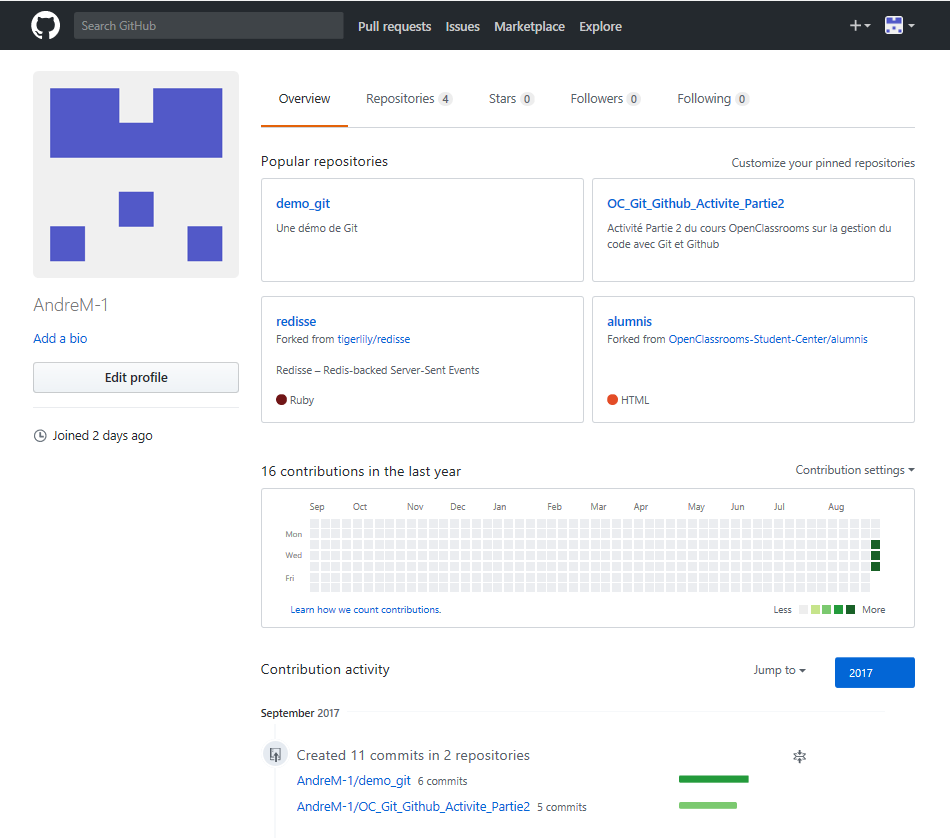 Search GitHub Pull requests Issues Marketplace Explore
Overview Repositories 4 Stars 0 Followers 0 Following 0
AndreM-1
Add a bio
Edit profile
Joined 2 days ago
Popular repositories Customize your pinned repositories
demo_git
Une démo de Git
OC_Git_Github_Activite_Partie2
Activité Partie 2 du cours OpenClassrooms sur la gestion du
code avec Git et Github
redisse
Forked from tigerlily/redisse
Redisse – Redis-backed Server-Sent Events
Ruby
alumnis
Forked from OpenClassrooms-Student-Center/alumnis
HTML
16 contributions in the last year Contribution settings
Sep Oct Nov Dec Jan Feb Mar Apr May Jun Jul Aug
Mon
Wed
Fri
Learn how we count contributions. Less More
Contribution activity Jump to 2017
September 2017
Created 11 commits in 2 repositories
AndreM-1/demo_git 6 commits
AndreM-1/OC_Git_Github_Activite_Partie2 5 commits